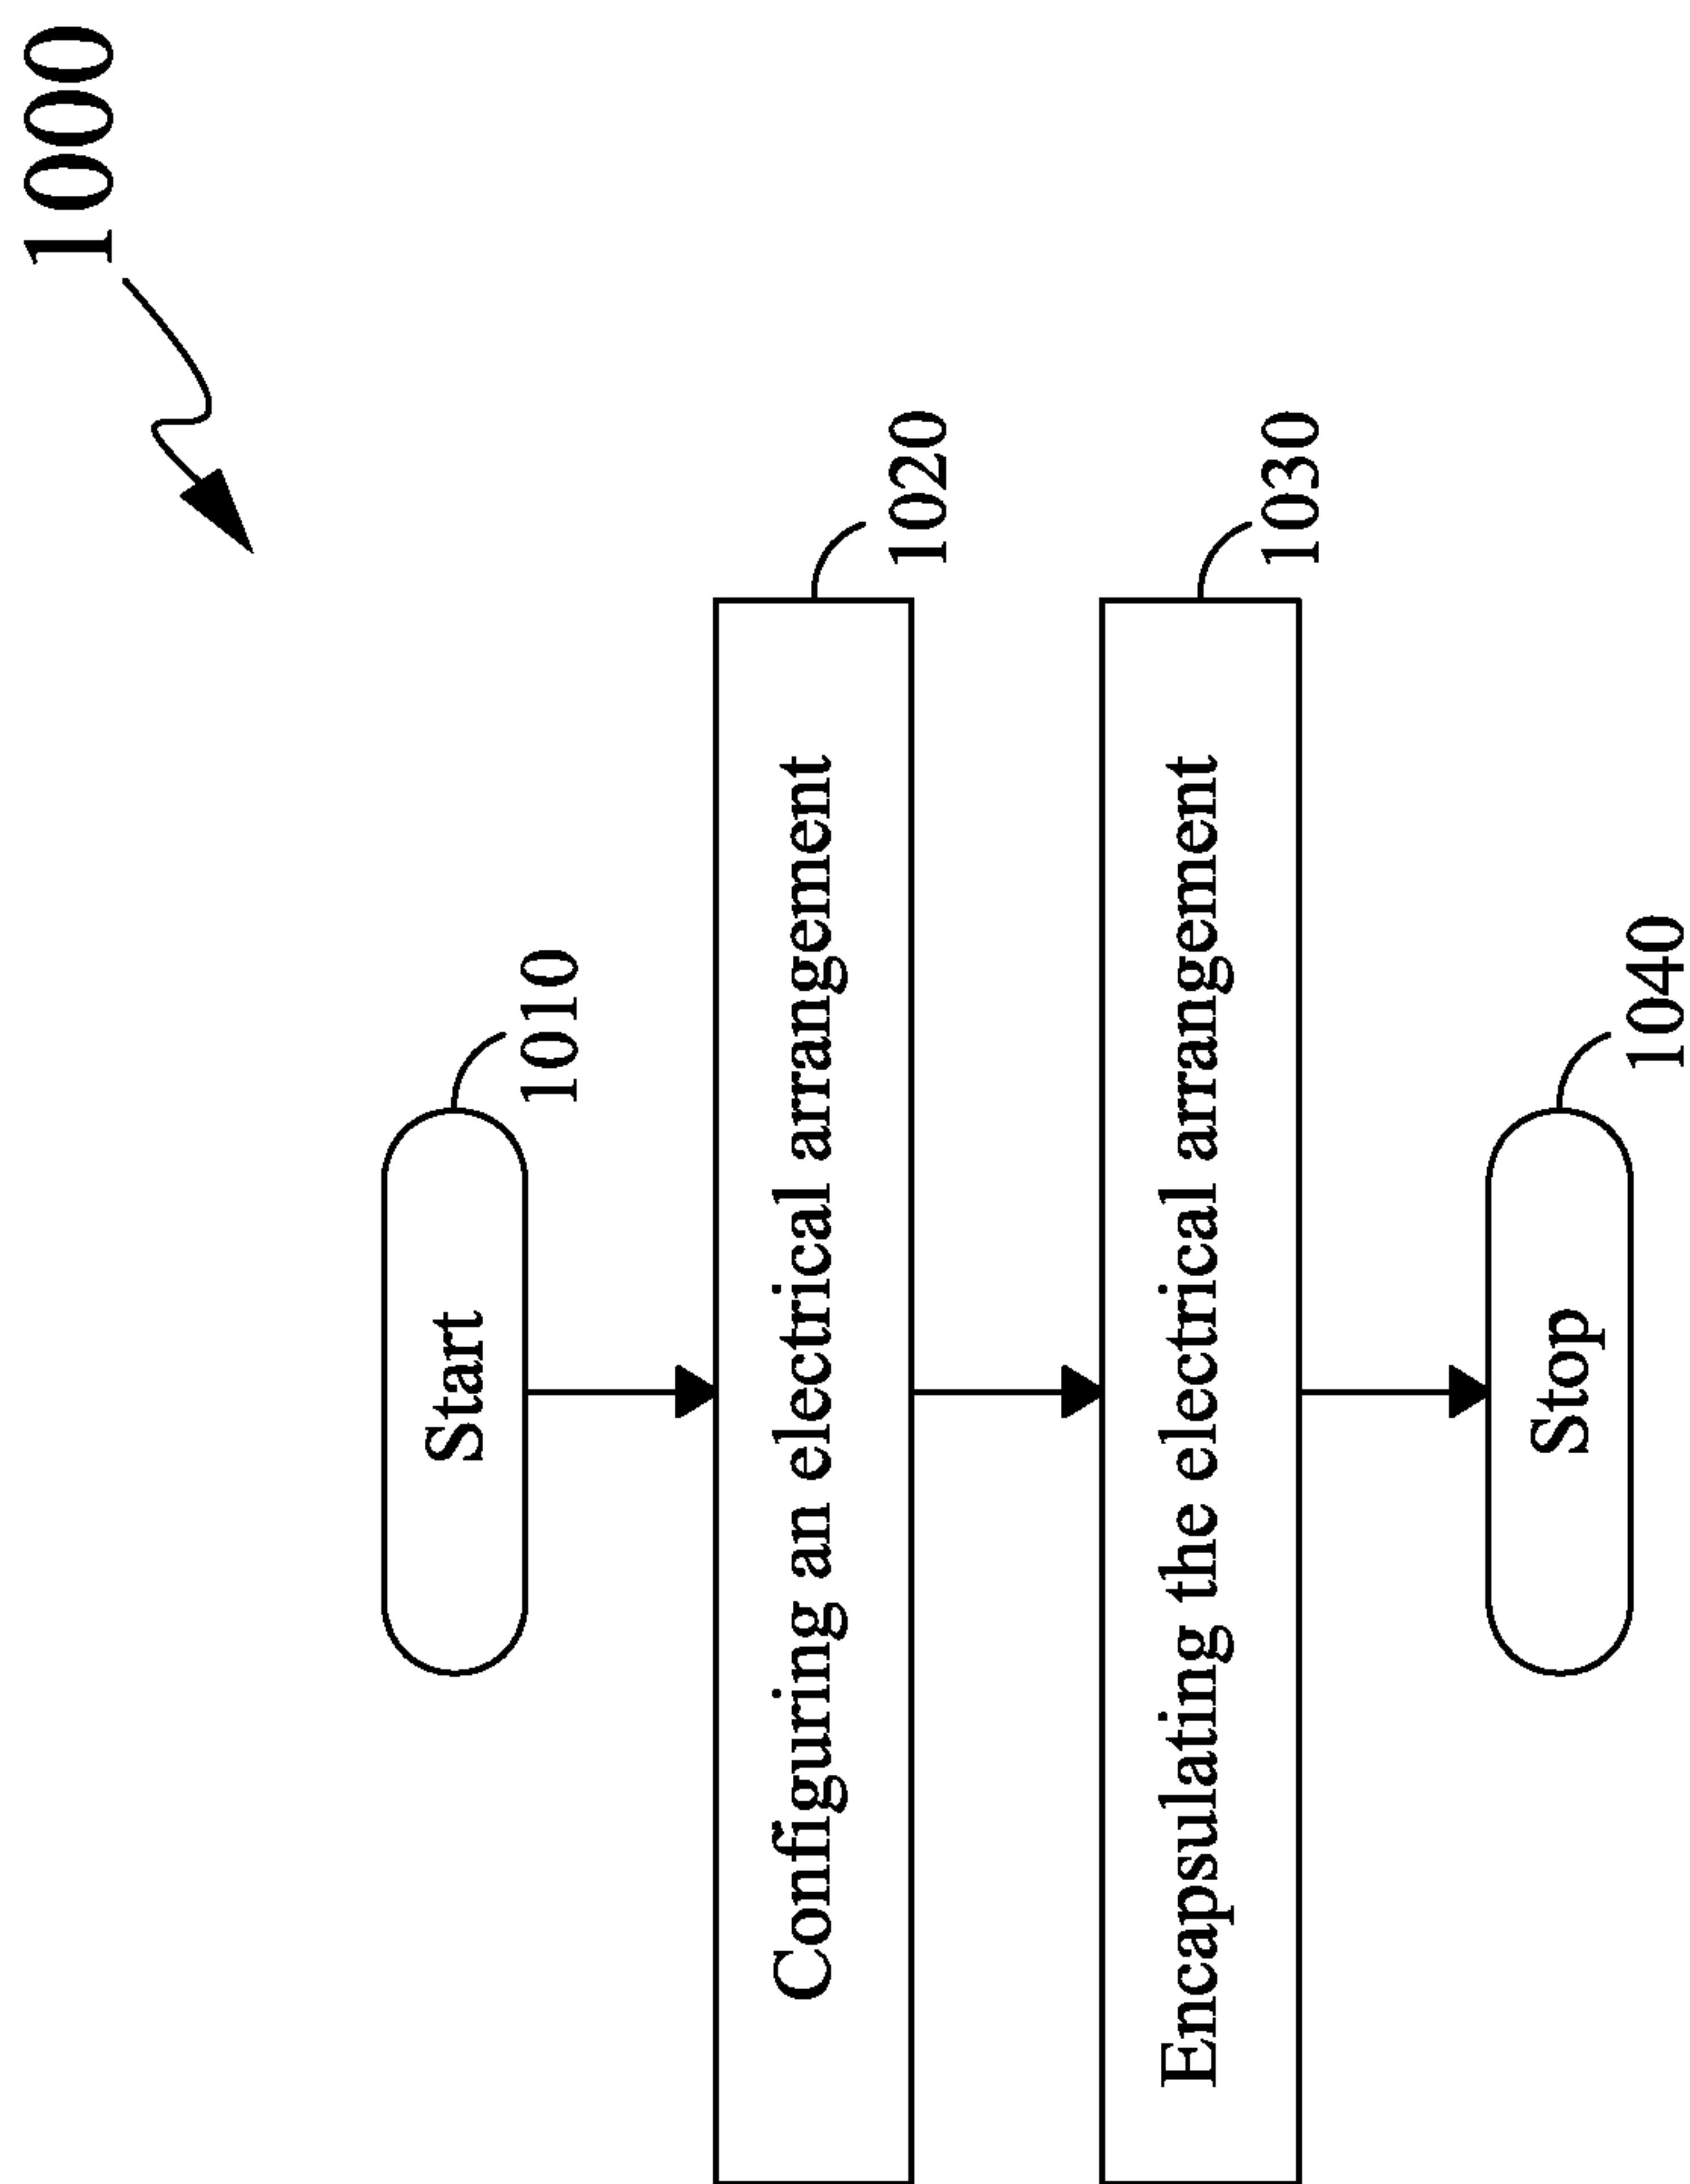 1000
Start
1010
Configuring an electrical arrangement
1020
Encapsulating the electrical arrangement
1030
Stop
1040